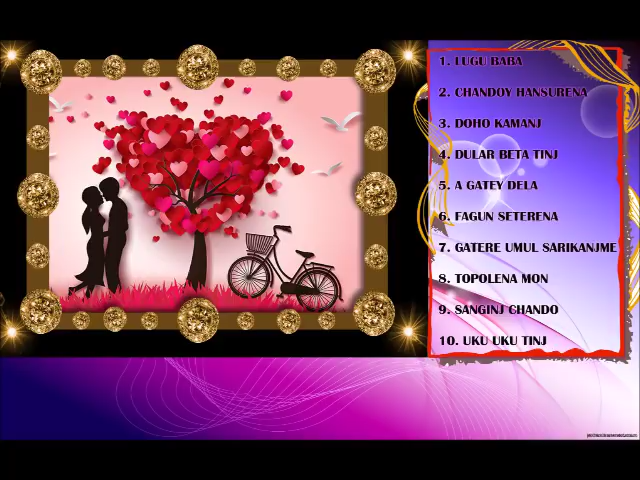 1. LUGU BABA
2. CHANDOY HANSURENA
3. DOHO KAMANJ
4. DULAR BETA TINJ
5. A GATEY DELA
6. FAGUN SETERENA
7. GATERE UMUL SARIKANJME
8. TOPOLENA MON
9. SANGINJ CHANDO
10. UKU UKU TINJ